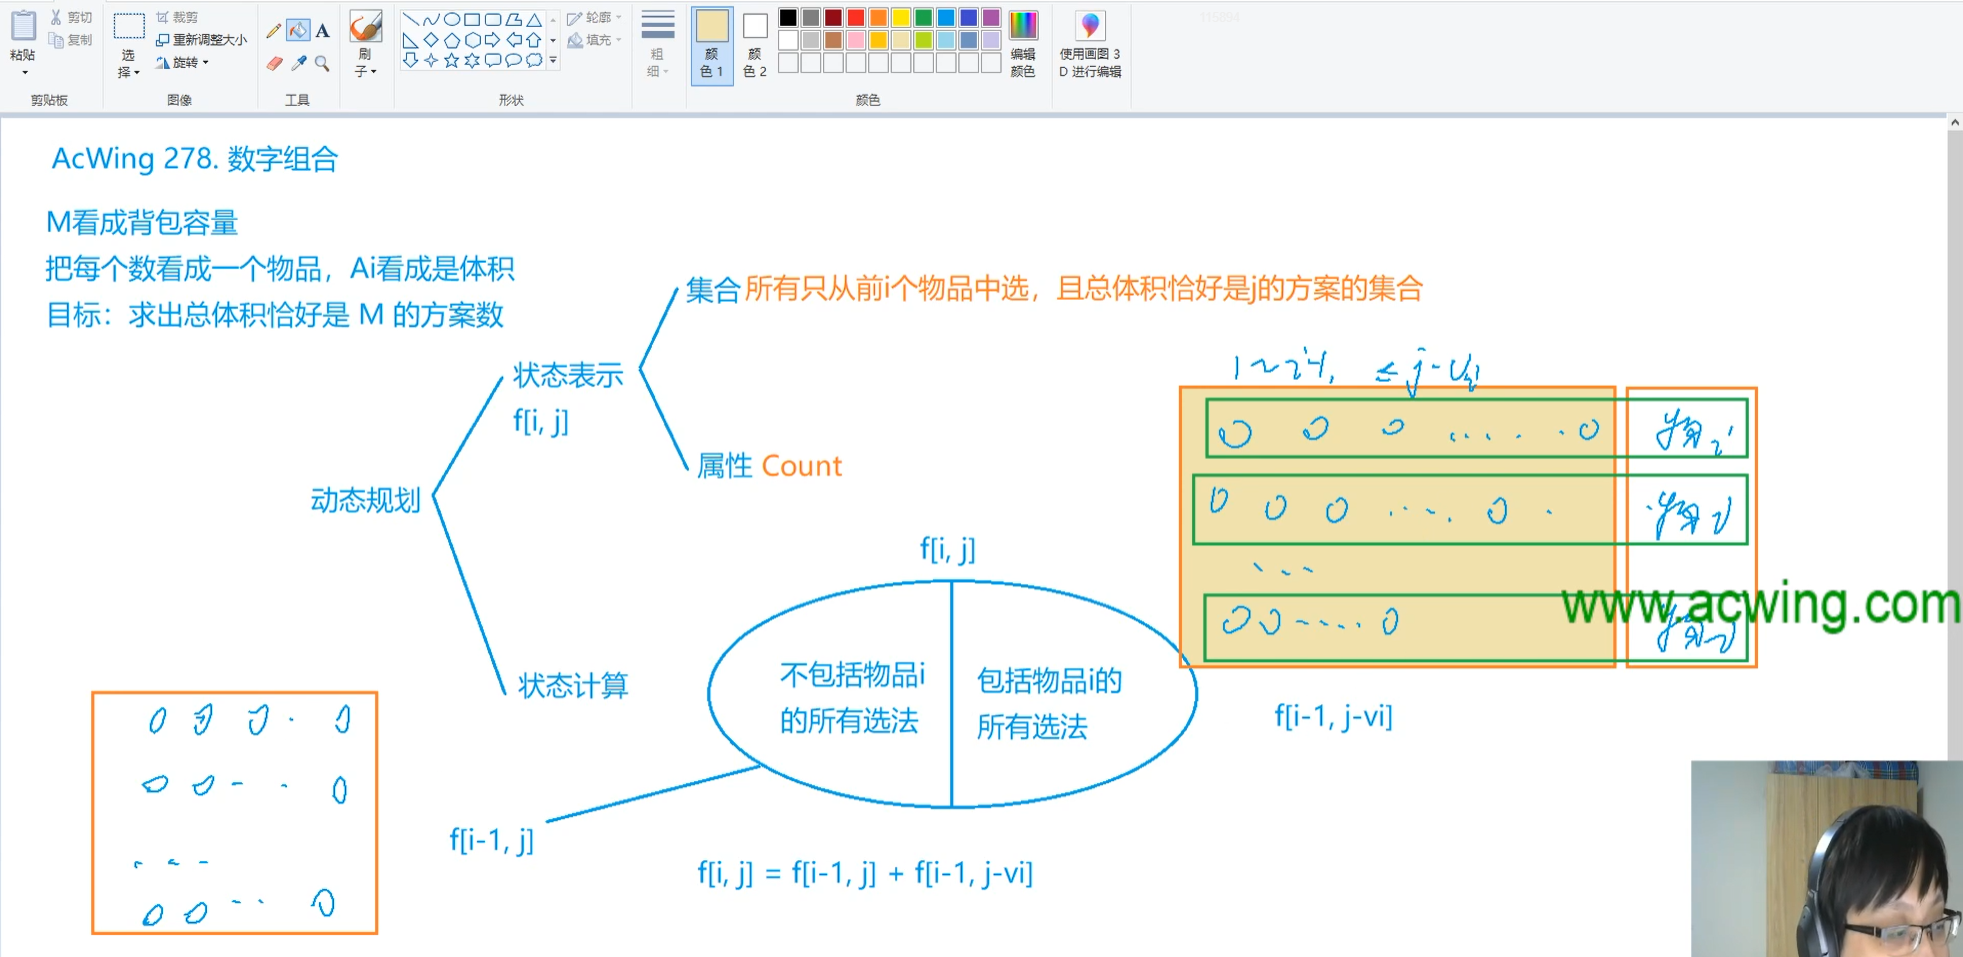 剪切
复制
粘贴
剪贴板
选
择
裁剪
重新调整大小
旋转
图像
A
工具
刷
子
轮廓
填充
形状
粗
细
颜
色 1
颜
色 2
编辑
颜色
颜色
使用画图 3
D 进行编辑
AcWing 278. 数字组合
M看成背包容量
把每个数看成一个物品，Ai看成是体积
目标：求出总体积恰好是 M 的方案数
集合 所有只从前i个物品中选，且总体积恰好是j的方案的集合
状态表示
f[i, j]
属性 Count
动态规划
状态计算
f[i, j]
不包括物品i
的所有选法
包括物品i的
所有选法
f[i-1, j]
f[i-1, j-vi]
f[i, j] = f[i-1, j] + f[i-1, j-vi]
www.acwing.com